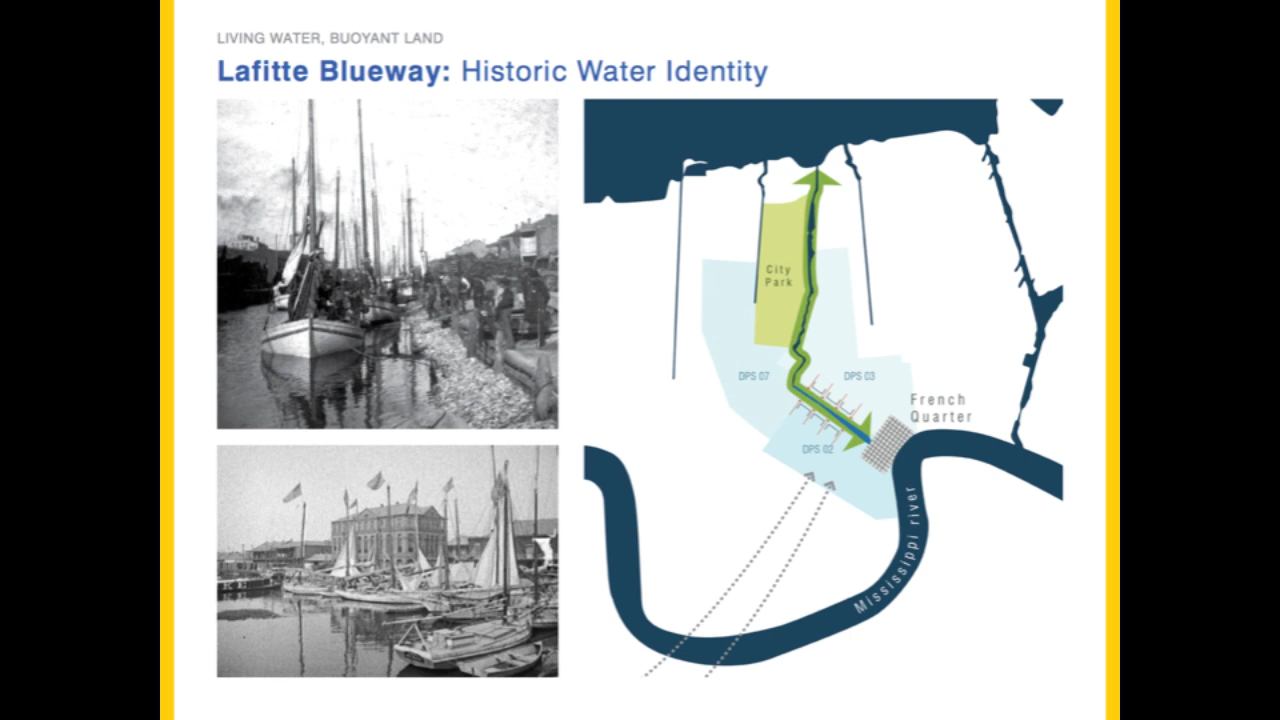 LIVING WATER, BUOYANT LAND
Lafitte Blueway: Historic Water Identity
City
Park
DPS 07
DPS 03
French
Quarter
DPS 02
Mississippi river